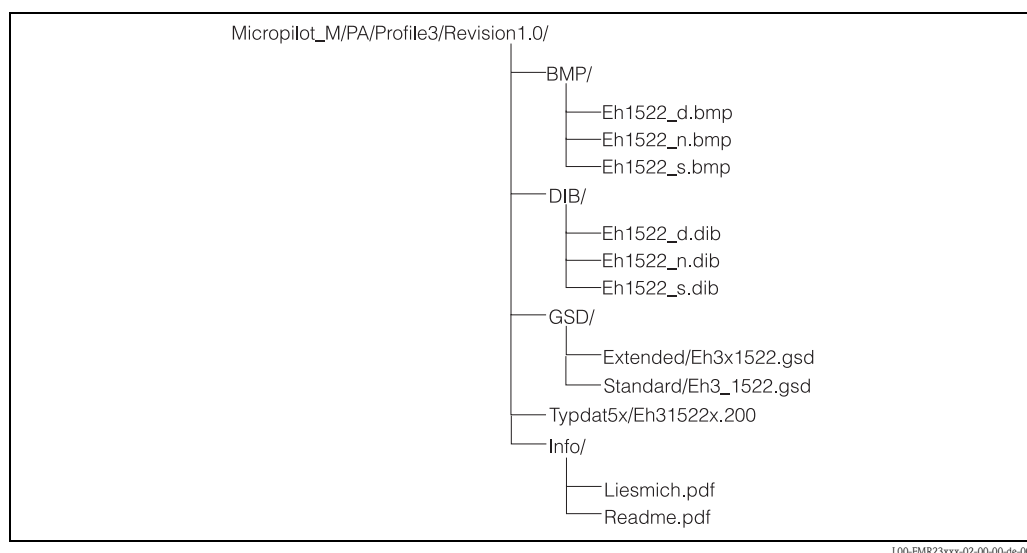 Micropilot_M/PA/Profile3/Revision1.0/
BMP/
Eh1522_d.bmp
Eh1522_n.bmp
Eh1522_s.bmp
DIB/
Eh1522_d.dib
Eh1522_n.dib
Eh1522_s.dib
GSD/
Extended/Eh3x1522.gsd
Standard/Eh3_1522.gsd
Typdat5x/Eh31522x.200
Info/
Liesmich.pdf
Readme.pdf